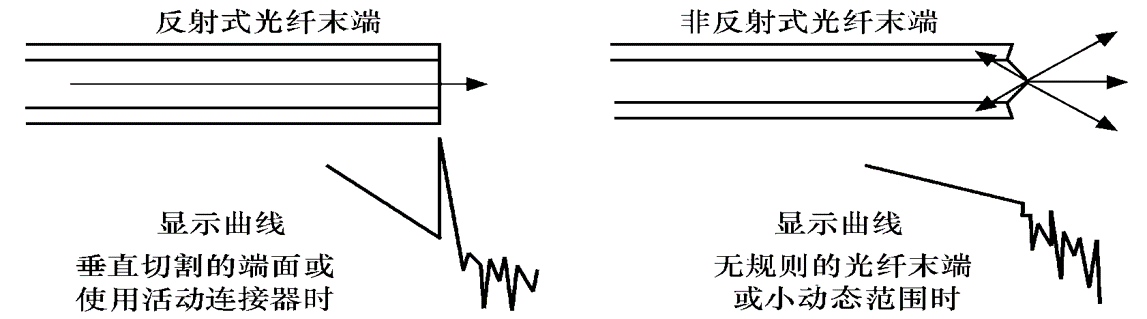 反射式光纤末端
非反射式光纤末端
显示曲线
垂直切割的端面或
使用活动连接器时
显示曲线
无规则的光纤末端
或小动态范围时